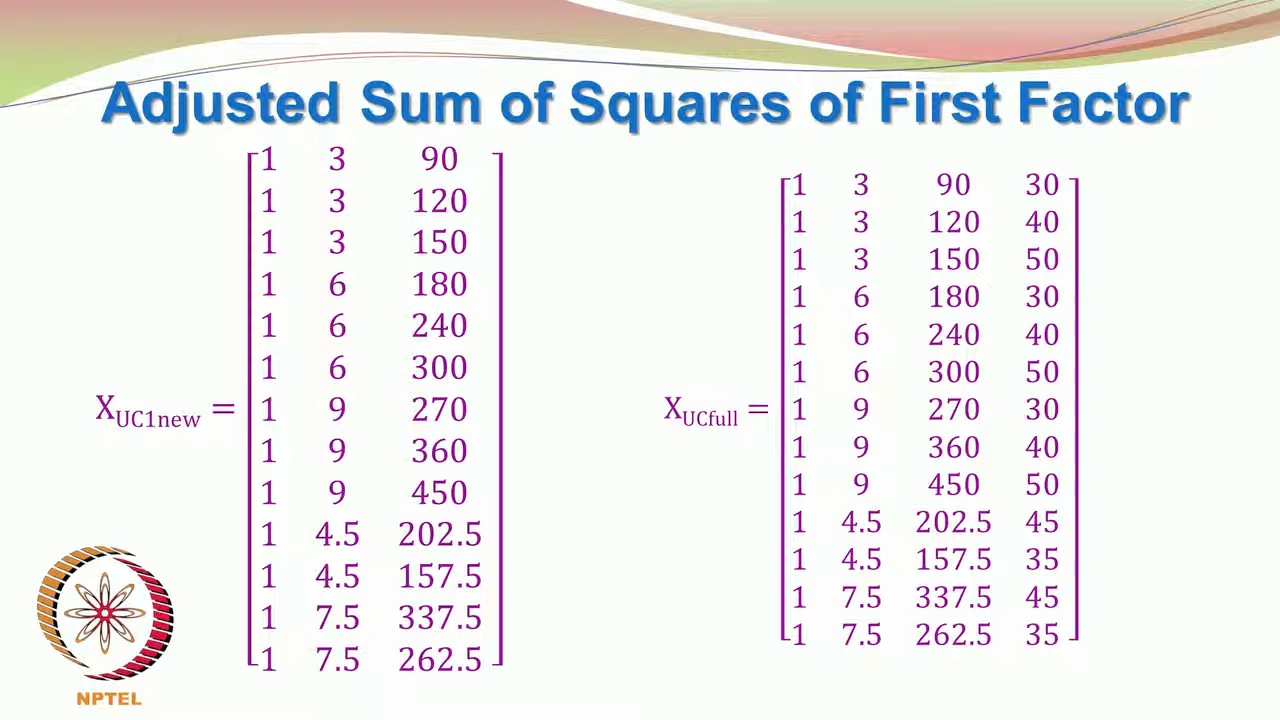 Adjusted Sum of Squares of First Factor
X_UC1new =
1 3 90
1 3 120
1 3 150
1 6 180
1 6 240
1 6 300
1 9 270
1 9 360
1 9 450
1 4.5 202.5
1 4.5 157.5
1 7.5 337.5
1 7.5 262.5
X_UCfull =
1 3 90 30
1 3 120 40
1 3 150 50
1 6 180 30
1 6 240 40
1 6 300 50
1 9 270 30
1 9 360 40
1 9 450 50
1 4.5 202.5 45
1 4.5 157.5 35
1 7.5 337.5 45
1 7.5 262.5 35
NPTEL